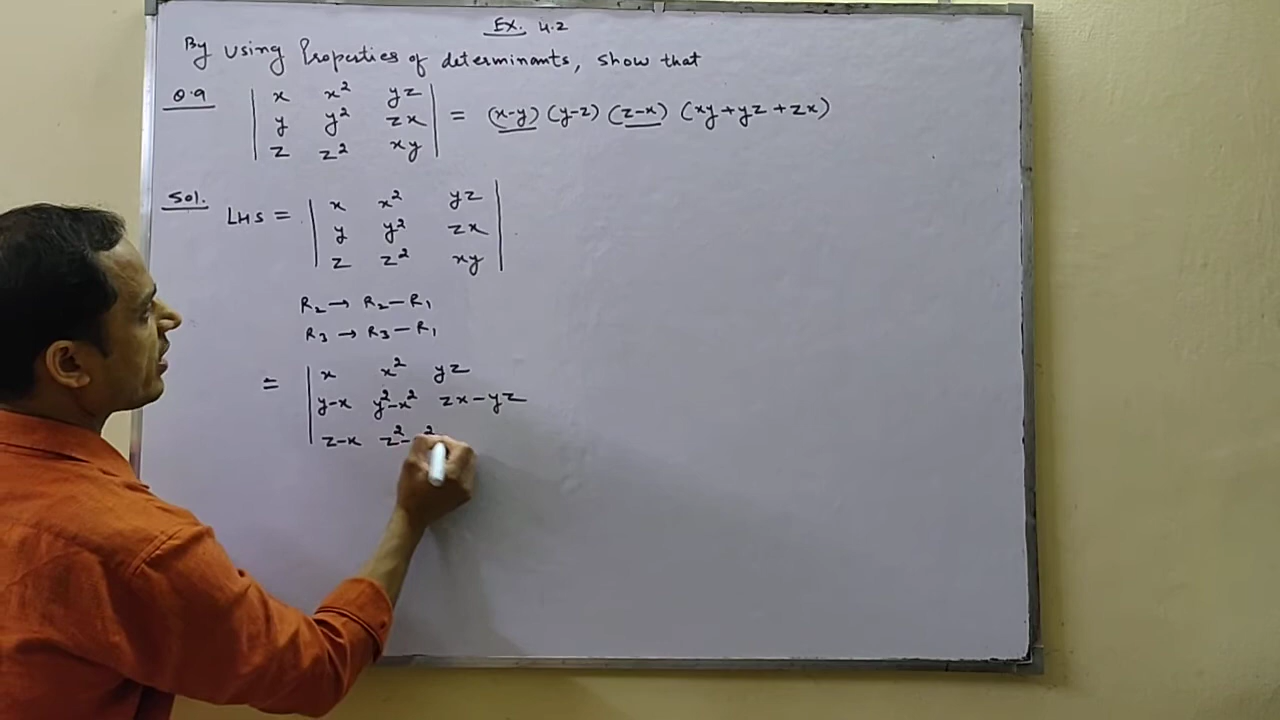 Ex. 4.2
By using Properties of determinants, show that
Q.9 | x x² yz | = (x-y) (y-z) (z-x) (xy+yz+zx)
| y y² zx |
| z z² xy |
Sol. LHS = | x x² yz |
| y y² zx |
| z z² xy |
R₂ → R₂ - R₁
R₃ → R₃ - R₁
= | x x² yz
| y-x y²-x² zx-yz
| z-x z²-